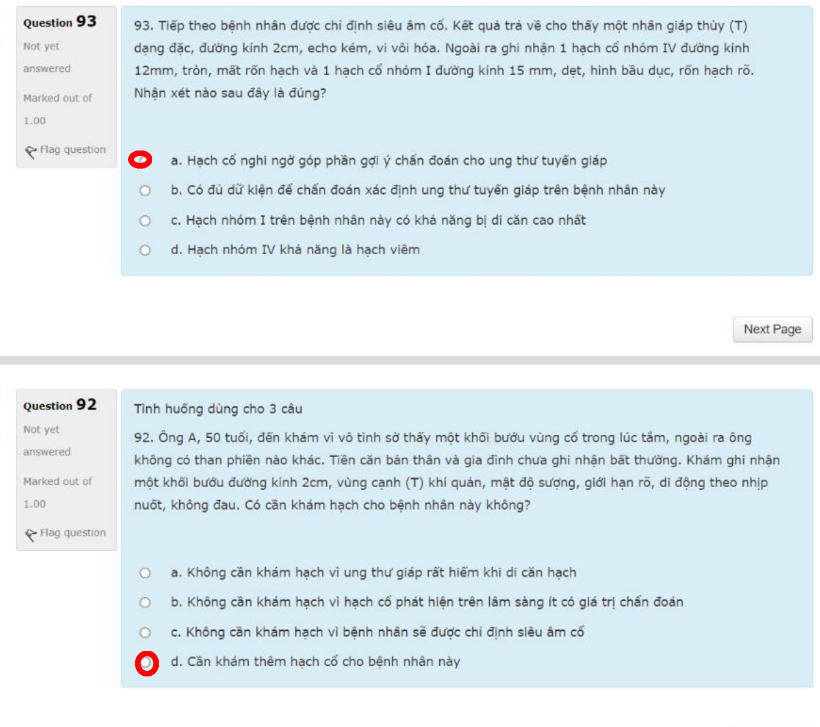 Question 93
Not yet
answered
Marked out of
1.00
Flag question
93. Tiếp theo bệnh nhân được chỉ định siêu âm cổ. Kết quả trả về cho thấy một nhân giáp thùy (T)
dạng đặc, đường kính 2cm, echo kém, vi vôi hóa. Ngoài ra ghi nhận 1 hạch cổ nhóm IV đường kính
12mm, tròn, mất rốn hạch và 1 hạch cổ nhóm I đường kính 15 mm, dẹt, hình bầu dục, rốn hạch rõ.
Nhận xét nào sau đây là đúng?
a. Hạch cổ nghi ngờ góp phần gợi ý chẩn đoán cho ung thư tuyến giáp
b. Có đủ dữ kiện để chẩn đoán xác định ung thư tuyến giáp trên bệnh nhân này
c. Hạch nhóm I trên bệnh nhân này có khả năng bị di căn cao nhất
d. Hạch nhóm IV khả năng là hạch viêm
Next Page
Question 92
Not yet
answered
Marked out of
1.00
Flag question
Tình huống dùng cho 3 câu
92. Ông A, 50 tuổi, đến khám vì vô tình sờ thấy một khối bướu vùng cổ trong lúc tắm, ngoài ra ông
không có than phiền nào khác. Tiền căn bản thân và gia đình chưa ghi nhận bất thường. Khám ghi nhận
một khối bướu đường kính 2cm, vùng cạnh (T) khí quản, mật độ sượng, giới hạn rõ, di động theo nhịp
nuốt, không đau. Có cần khám hạch cho bệnh nhân này không?
a. Không cần khám hạch vì ung thư giáp rất hiếm khi di căn hạch
b. Không cần khám hạch vì hạch cổ phát hiện trên lâm sàng ít có giá trị chẩn đoán
c. Không cần khám hạch vì bệnh nhân sẽ được chỉ định siêu âm cổ
d. Cần khám thêm hạch cổ cho bệnh nhân này